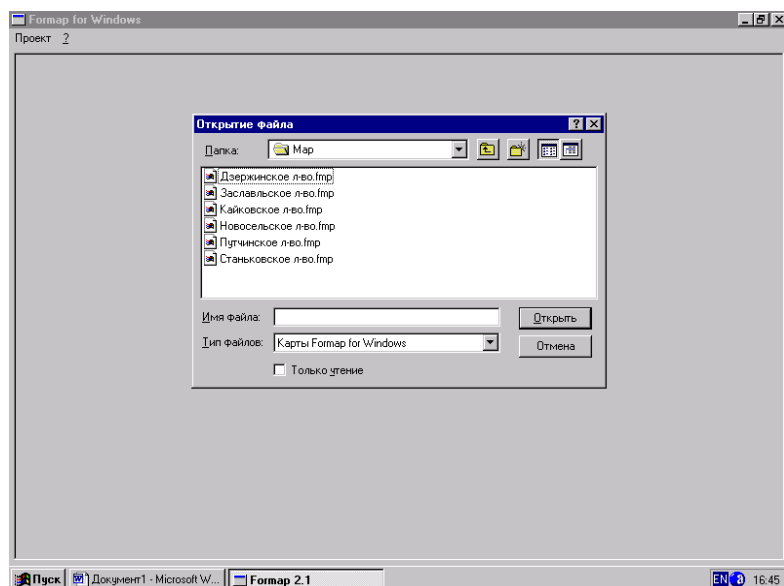 Formap for Windows
Проект ?
Открытие файла
Папка: Map
Дзержинское л-во.fmp
Заславльское л-во.fmp
Кайковское л-во.fmp
Новосельское л-во.fmp
Путчинское л-во.fmp
Станьковское л-во.fmp
Имя файла: Открыть
Тип файлов: Карты Formap for Windows Отмена
Только чтение
Пуск Документ1 - Microsoft W... Formap 2.1 EN 16:45